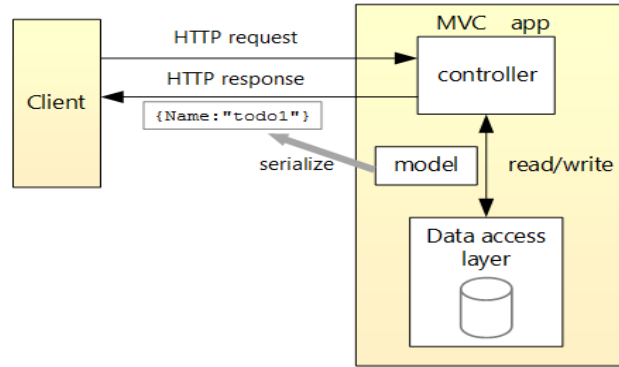 MVC app
HTTP request
controller
HTTP response
Client
{Name:"todo1"}
serialize
model
read/write
Data access
layer